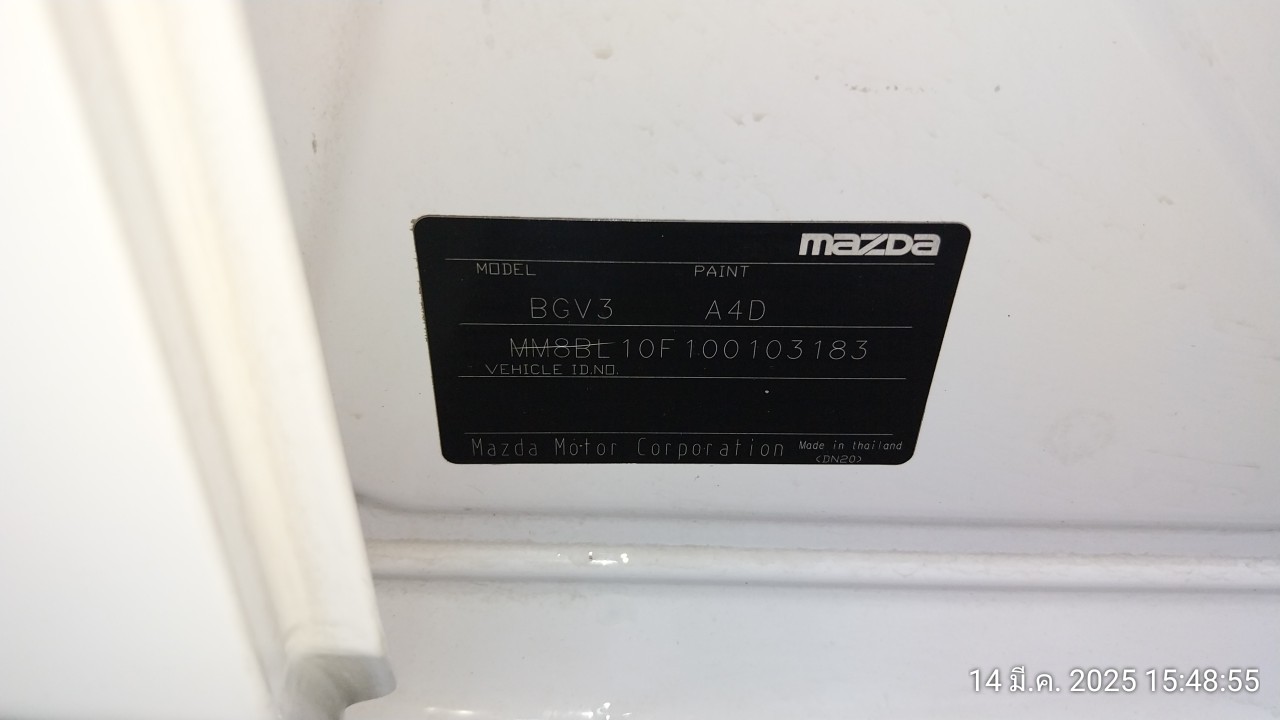 mazda
MODEL PAINT
BGV3 A4D
MM8BL10F100103183
VEHICLE ID.NO.
Mazda Motor Corporation Made in thailand
<DN20>
14 มี.ค. 2025 15:48:55